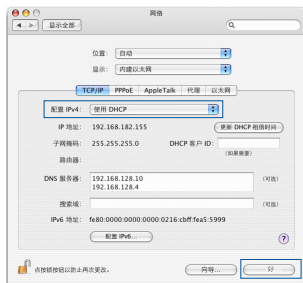 网络
显示全部
位置: 自动
显示: 内建以太网
TCP/IP PPPoE AppleTalk 代理 以太网
配置 IPv4: 使用 DHCP
IP 地址: 192.168.182.155 更新 DHCP 租借时间
子网掩码: 255.255.255.0 DHCP 客户 ID:
(如果需要)
路由器:
DNS 服务器: 192.168.128.10 (可选)
192.168.128.4
搜索域: (可选)
IPv6 地址: fe80:0000:0000:0000:0216:cbff:fea5:5999
配置 IPv6... ?
点按锁按钮以防止再次更改。 向导... 好